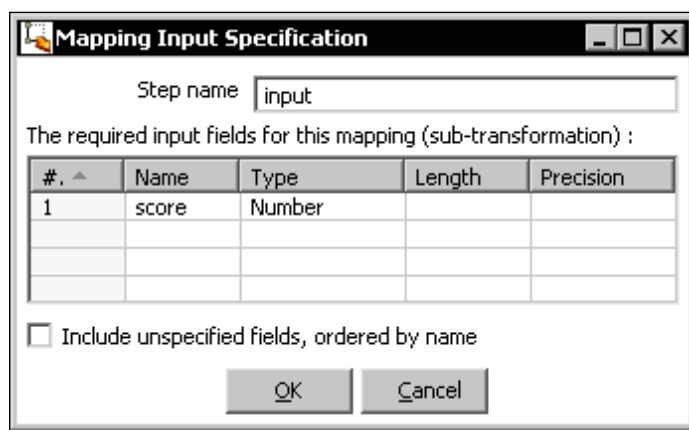 Mapping Input Specification
Step name input
The required input fields for this mapping (sub-transformation) :
#. Name Type Length Precision
1 score Number
Include unspecified fields, ordered by name
OK Cancel